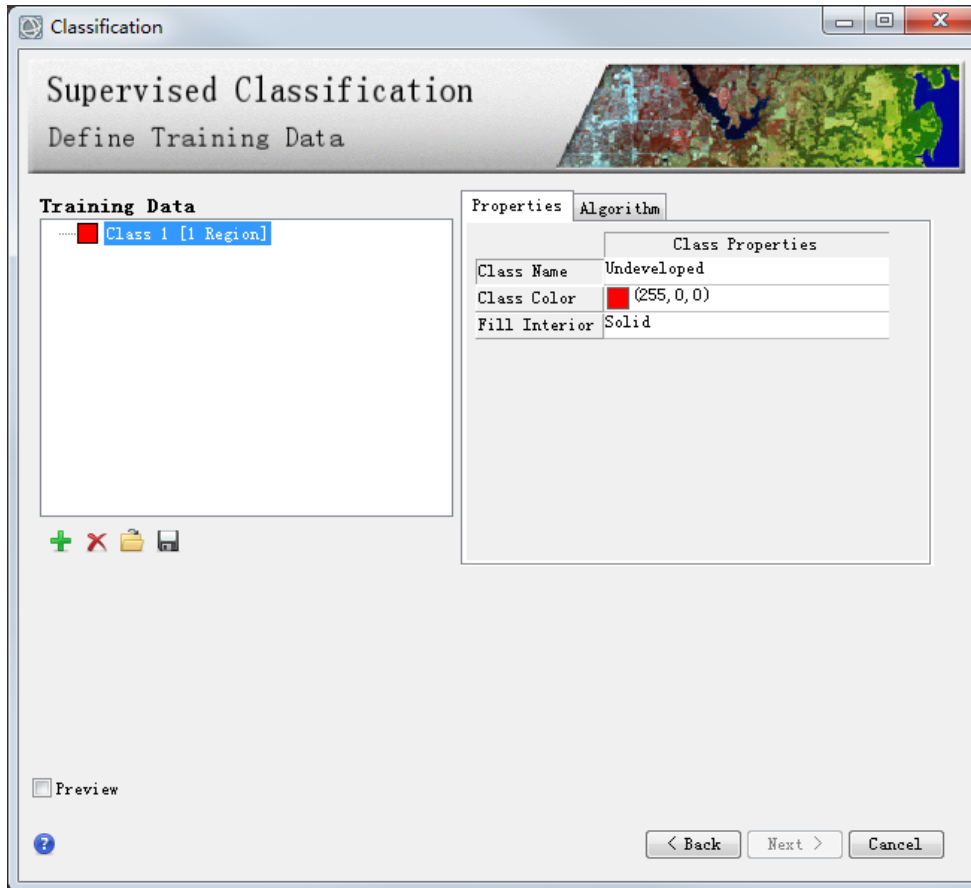 Classification
Supervised Classification
Define Training Data
Training Data
Class 1 [1 Region]
Properties Algorithm
Class Properties
Class Name Undeveloped
Class Color (255, 0, 0)
Fill Interior Solid
Preview
?
< Back Next > Cancel